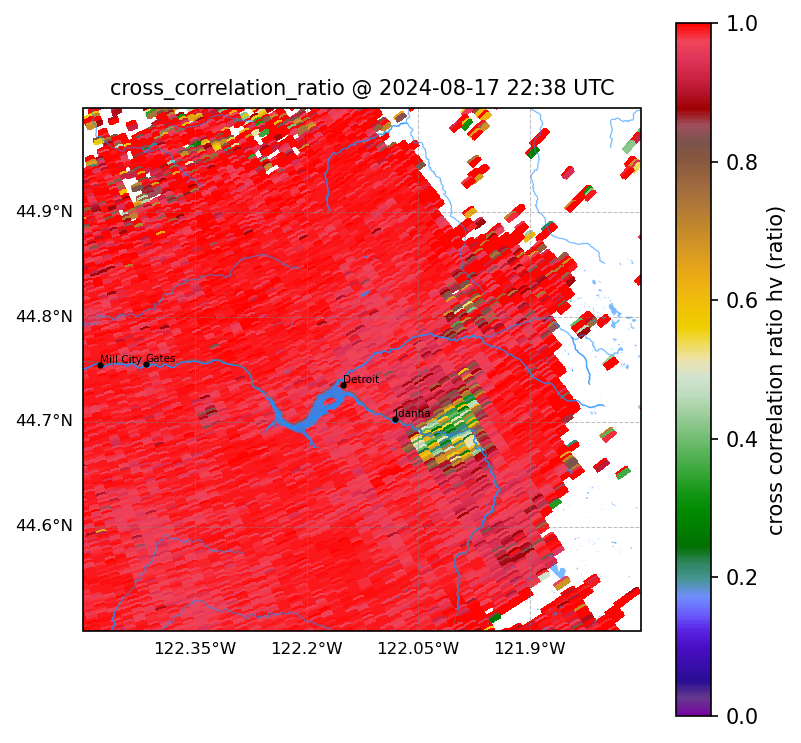 cross_correlation_ratio @ 2024-08-17 22:38 UTC
44.9°N
44.8°N
44.7°N
44.6°N
122.35°W 122.2°W 122.05°W 121.9°W
Mill City Gates
Detroit
Idanha
1.0
0.8
0.6
0.4
0.2
0.0
cross correlation ratio hv (ratio)